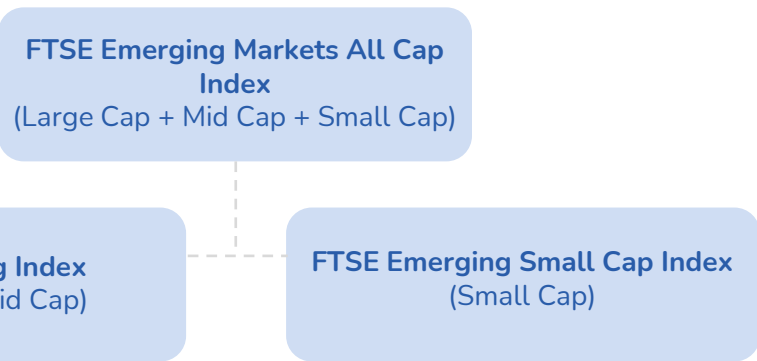 FTSE Emerging Markets All Cap
Index
(Large Cap + Mid Cap + Small Cap)
g Index
id Cap)
FTSE Emerging Small Cap Index
(Small Cap)